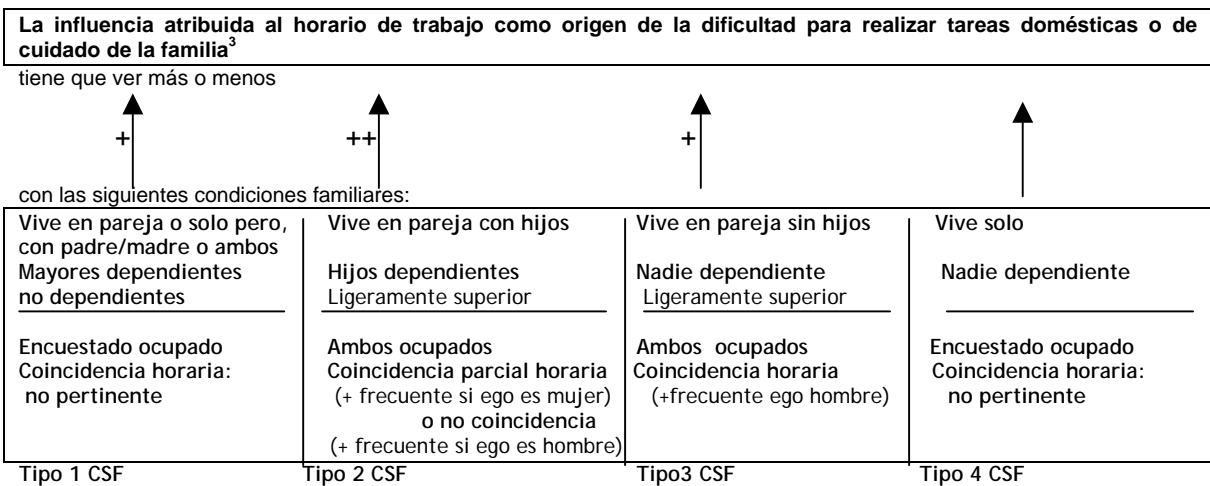 La influencia atribuida al horario de trabajo como origen de la dificultad para realizar tareas domésticas o de
cuidado de la familia3
tiene que ver más o menos
+
++
+
con las siguientes condiciones familiares:
Vive en pareja o solo pero,
con padre/madre o ambos
Mayores dependientes
no dependientes
Encuestado ocupado
Coincidencia horaria:
no pertinente
Tipo 1 CSF
Vive en pareja con hijos
Hijos dependientes
Ligeramente superior
Ambos ocupados
Coincidencia parcial horaria
(+ frecuente si ego es mujer)
o no coincidencia
(+ frecuente si ego es hombre)
Tipo 2 CSF
Vive en pareja sin hijos
Nadie dependiente
Ligeramente superior
Ambos ocupados
Coincidencia horaria
(+frecuente ego hombre)
Tipo3 CSF
Vive solo
Nadie dependiente
Encuestado ocupado
Coincidencia horaria:
no pertinente
Tipo 4 CSF